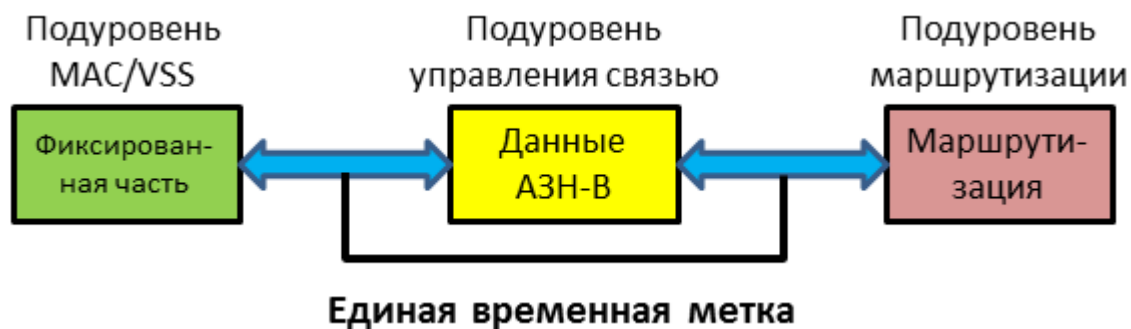 Подуровень
MAC/VSS
Подуровень
управления связью
Подуровень
маршрутизации
Фиксирован-
ная часть
Данные
АЗН-В
Маршрути-
зация
Единая временная метка